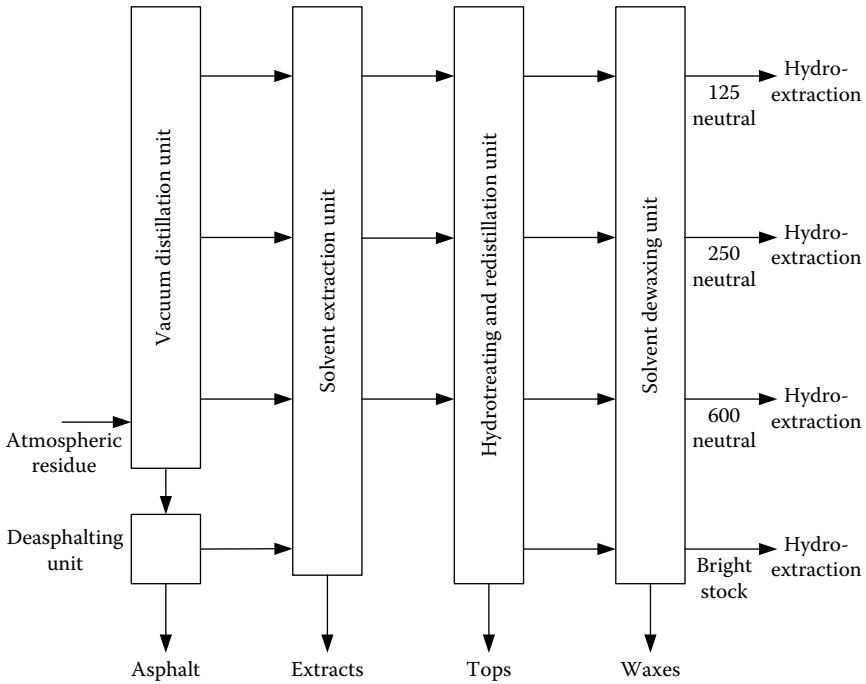 Vacuum distillation unit
Solvent extraction unit
Hydrotreating and redistillation unit
Solvent dewaxing unit
Hydro-
extraction
125
neutral
Hydro-
extraction
250
neutral
Hydro-
extraction
600
neutral
Atmospheric
residue
Deasphalting
unit
Hydro-
extraction
Bright
stock
Asphalt
Extracts
Tops
Waxes